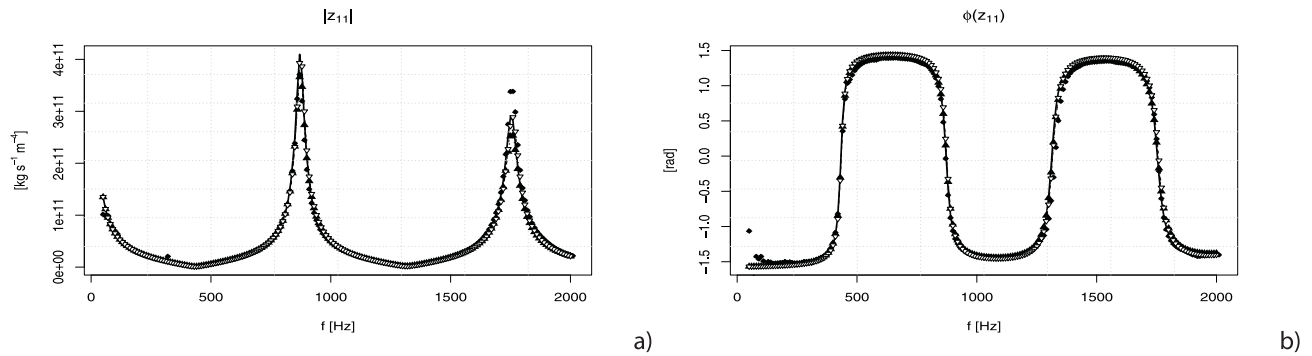 |z11|
4e+11
3e+11
2e+11
1e+11
0e+00
[kg s⁻¹ m⁻⁴]
0 500 1000 1500 2000
f [Hz]
a)
ϕ(z11)
1.5
1.0
0.5
0.0
−0.5
−1.0
−1.5
[rad]
0 500 1000 1500 2000
f [Hz]
b)